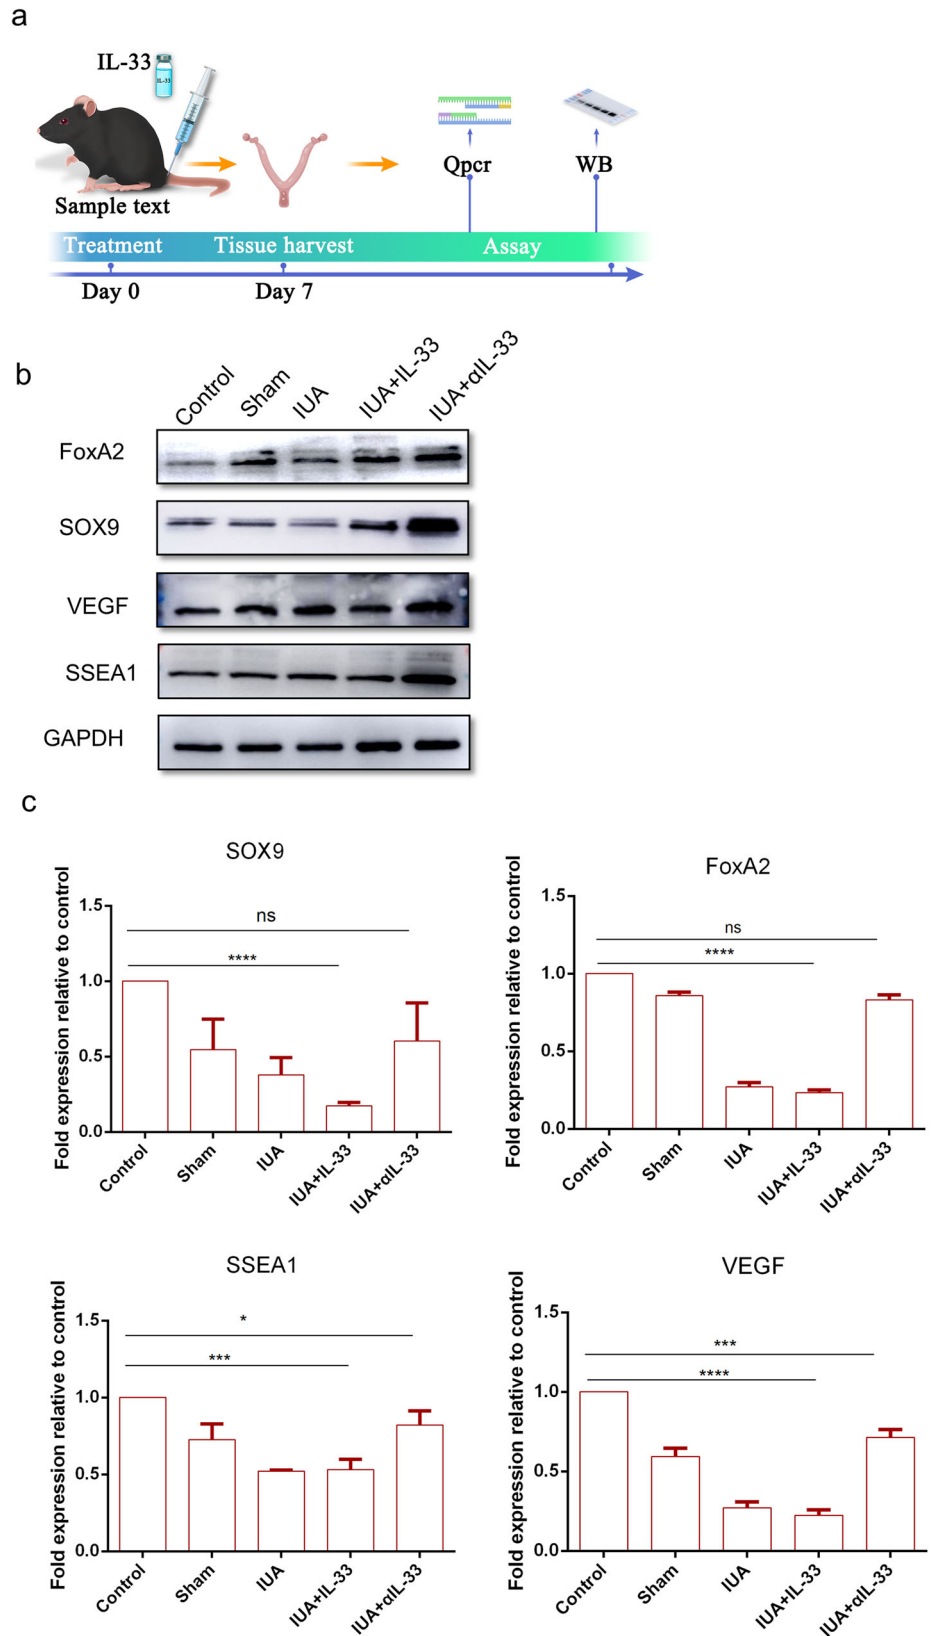 a
IL-33
IL-33
Qpcr
WB
Sample text
Treatment
Tissue harvest
Assay
Day 0
Day 7
b
Control
Sham
IUA
IUA+IL-33
IUA+αIL-33
FoxA2
SOX9
VEGF
SSEA1
GAPDH
c
SOX9
Fold expression relative to control
1.5
1.0
0.5
0.0
ns
****
Control
Sham
IUA
IUA+IL-33
IUA+αIL-33
FoxA2
Fold expression relative to control
1.5
1.0
0.5
0.0
ns
****
Control
Sham
IUA
IUA+IL-33
IUA+αIL-33
SSEA1
Fold expression relative to control
1.5
1.0
0.5
0.0
*
***
Control
Sham
IUA
IUA+IL-33
IUA+αIL-33
VEGF
Fold expression relative to control
1.5
1.0
0.5
0.0
***
****
Control
Sham
IUA
IUA+IL-33
IUA+αIL-33